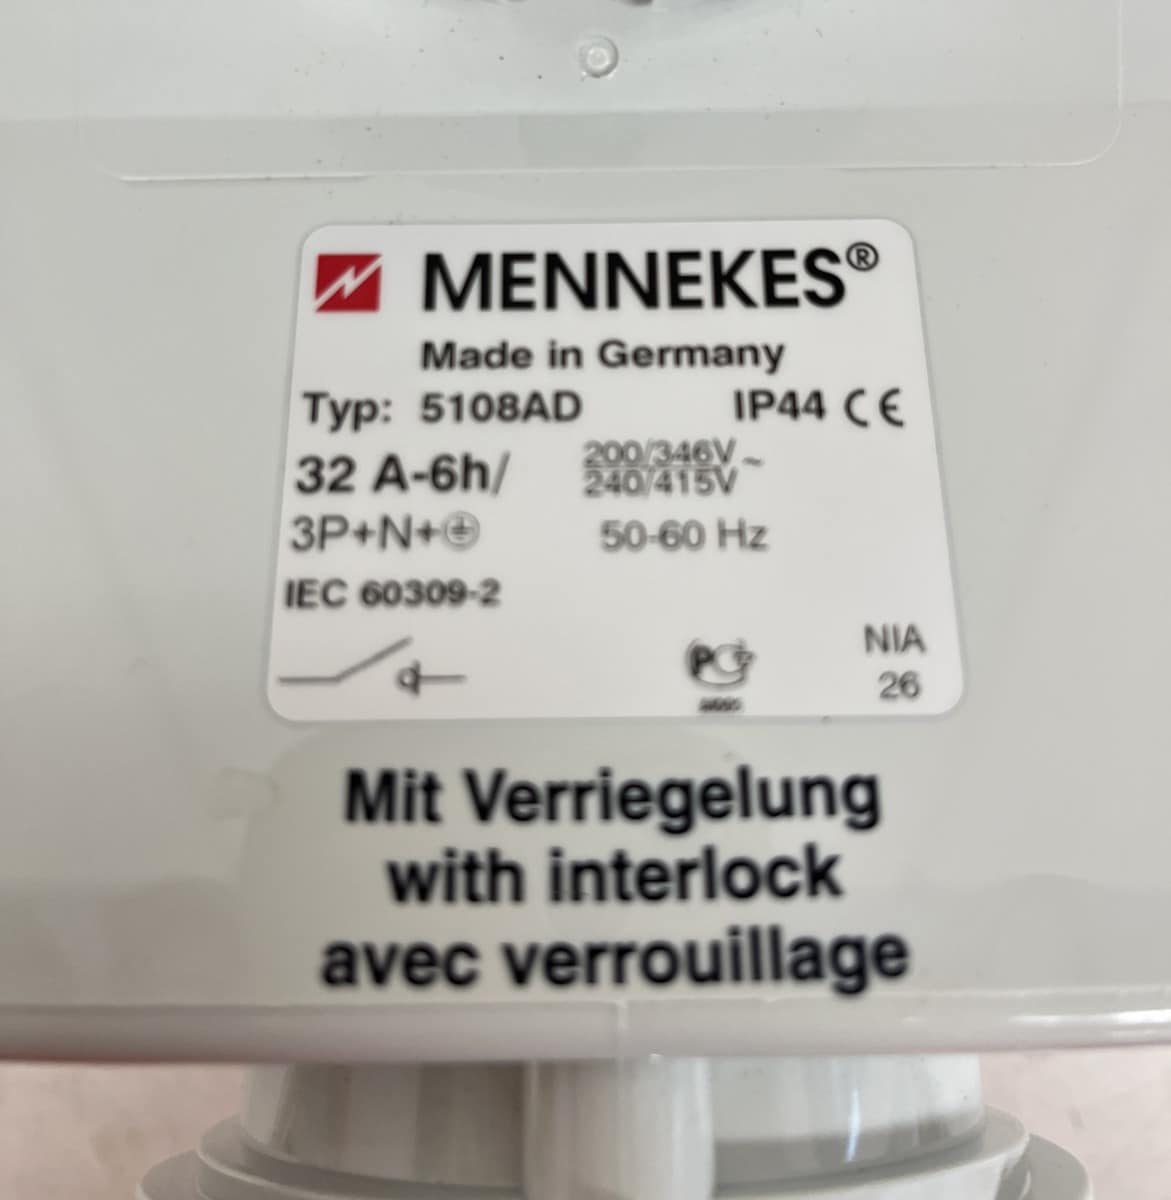 MENNEKES®
Made in Germany
Typ: 5108AD IP44 CE
32 A-6h/ 200/346V ~
240/415V
3P+N+⏚ 50-60 Hz
IEC 60309-2
NIA
26
Mit Verriegelung
with interlock
avec verrouillage